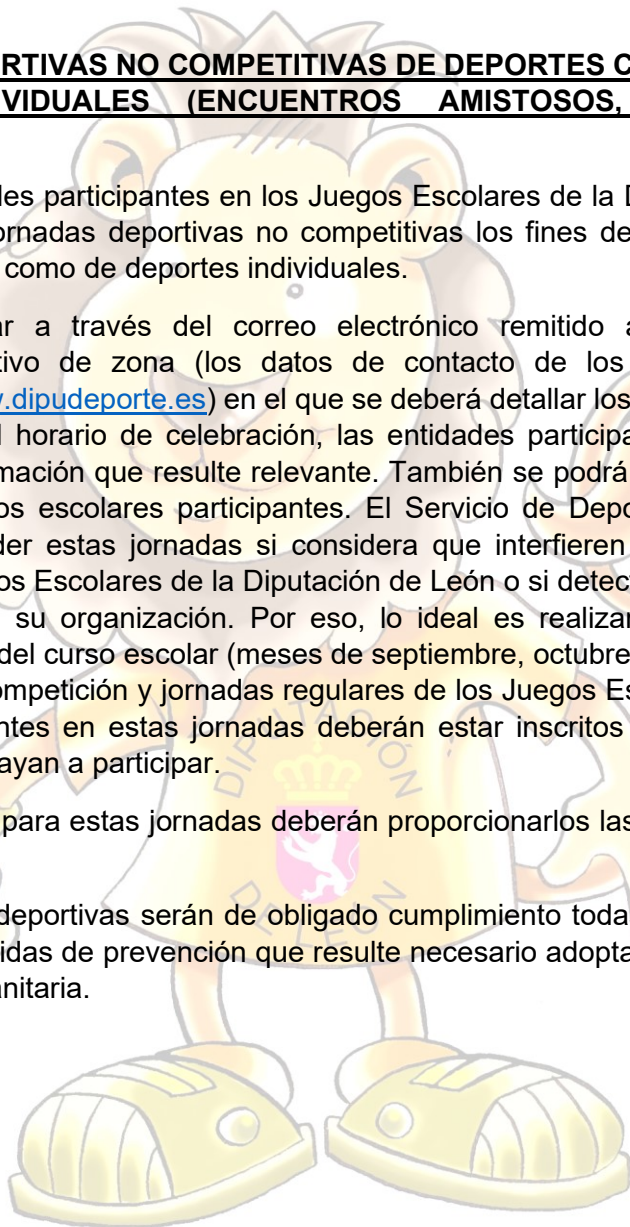 RTIVAS NO COMPETITIVAS DE DEPORTES C
VIDUALES (ENCUENTROS AMISTOSOS,
les participantes en los Juegos Escolares de la D
ornadas deportivas no competitivas los fines de
como de deportes individuales.
ar a través del correo electrónico remitido a
tivo de zona (los datos de contacto de los
.dipudeporte.es) en el que se deberá detallar los
l horario de celebración, las entidades participa
rmación que resulte relevante. También se podrá
os escolares participantes. El Servicio de Depo
der estas jornadas si considera que interfieren
os Escolares de la Diputación de León o si detec
su organización. Por eso, lo ideal es realizar
del curso escolar (meses de septiembre, octubre
ompetición y jornadas regulares de los Juegos Es
ntes en estas jornadas deberán estar inscritos
ayan a participar.
para estas jornadas deberán proporcionarlos las
deportivas serán de obligado cumplimiento toda
idas de prevención que resulte necesario adopta
anitaria.
DIPUTACIÓN
DE LEÓN